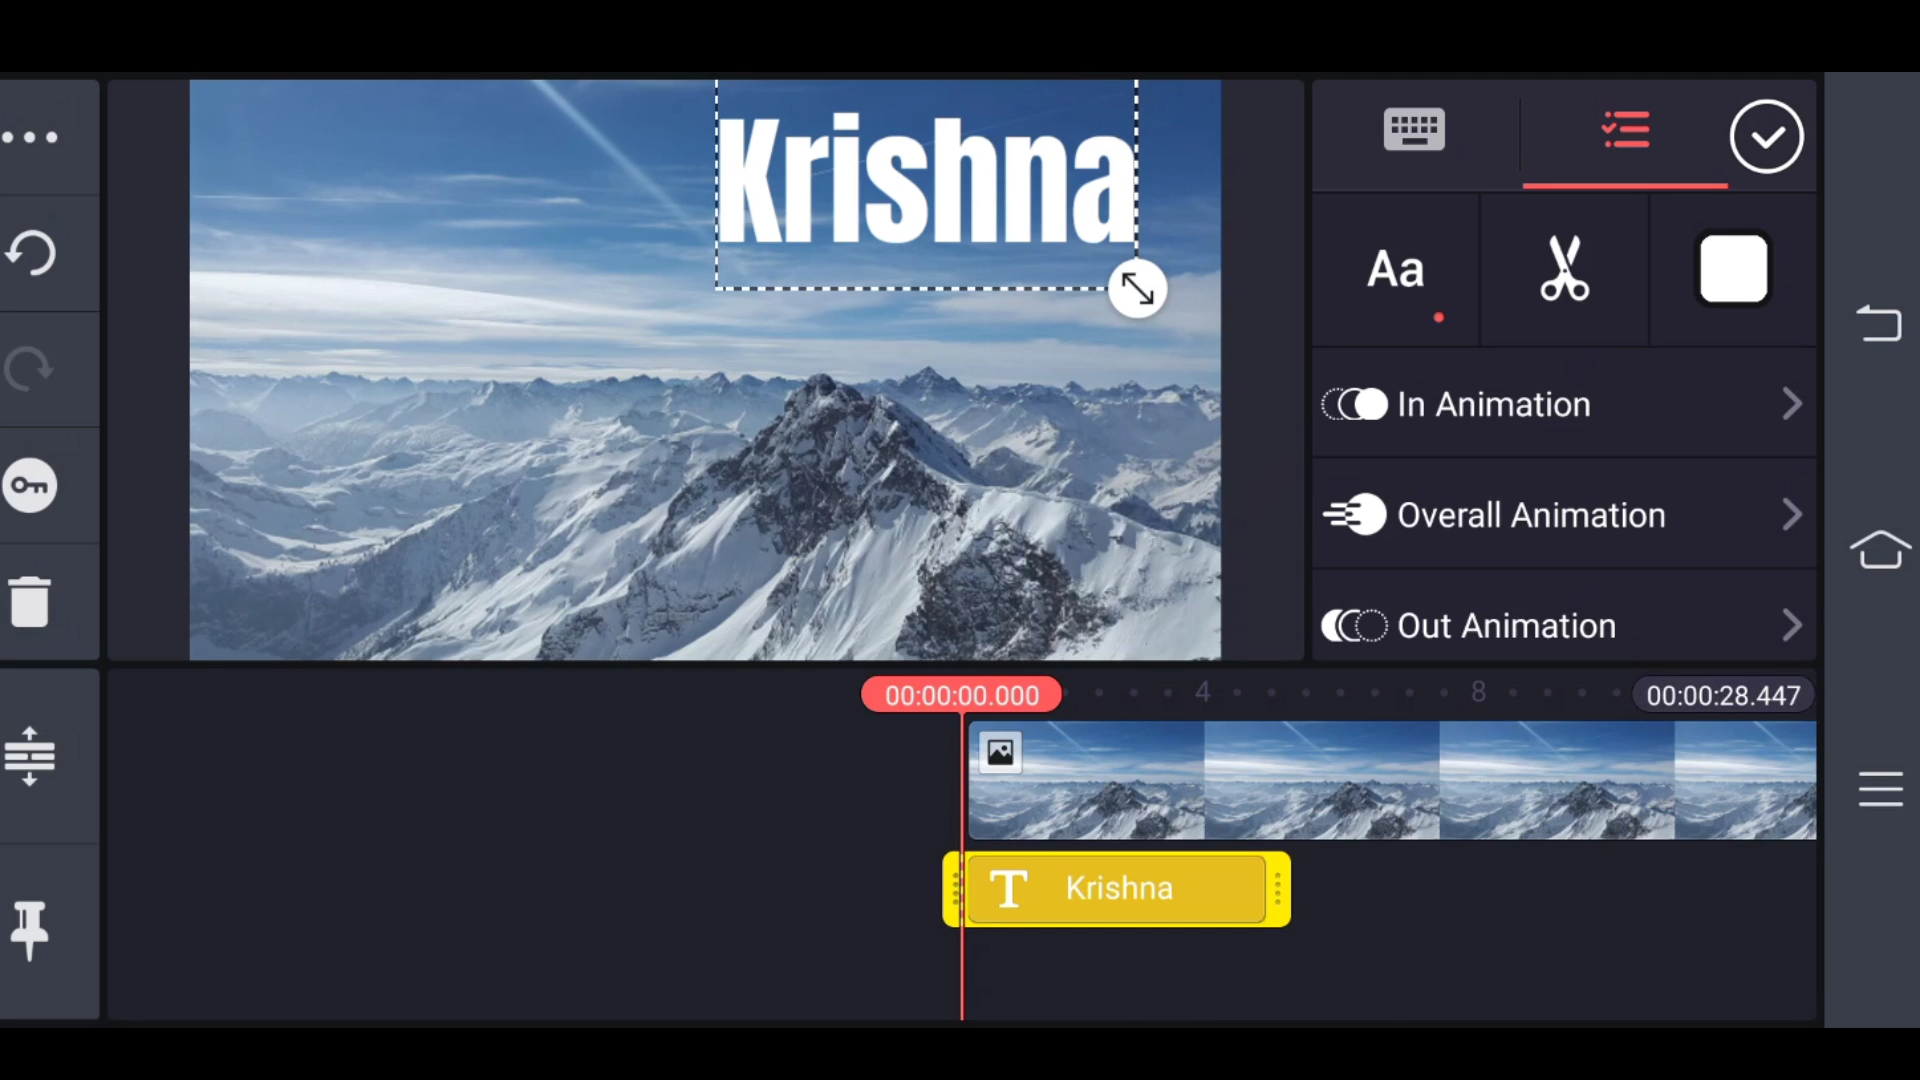 Krishna
Aa
In Animation
Overall Animation
Out Animation
00:00:00.000
4
8
00:00:28.447
T Krishna